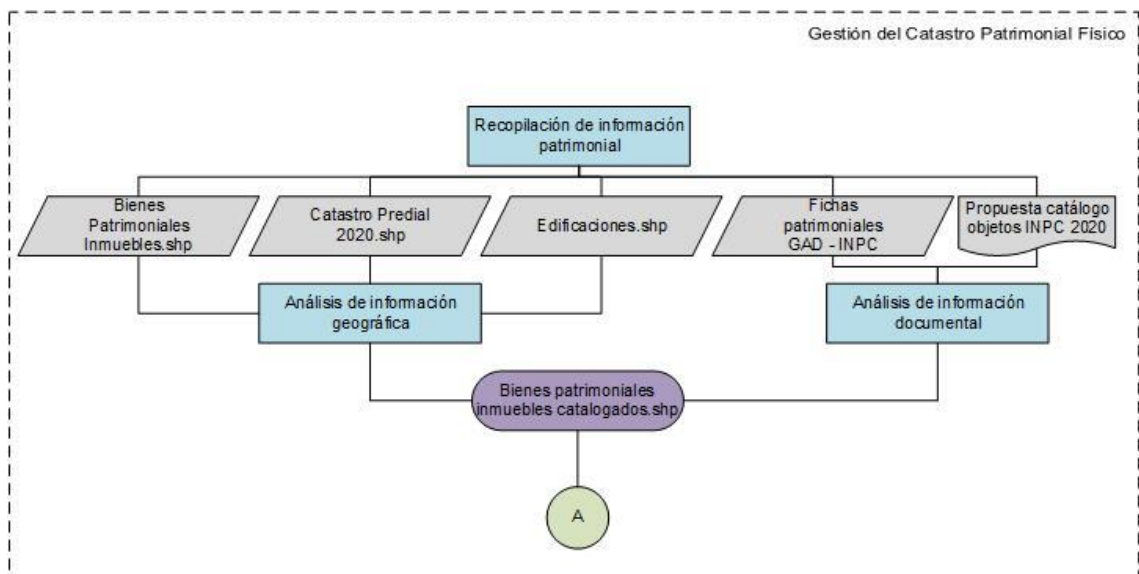 Gestión del Catastro Patrimonial Físico
Recopilación de información
patrimonial
Bienes
Patrimoniales
Inmuebles.shp
Catastro Predial
2020.shp
Edificaciones.shp
Fichas
patrimoniales
GAD - INPC
Propuesta catálogo
objetos INPC 2020
Análisis de información
geográfica
Análisis de información
documental
Bienes patrimoniales
inmuebles catalogados.shp
A